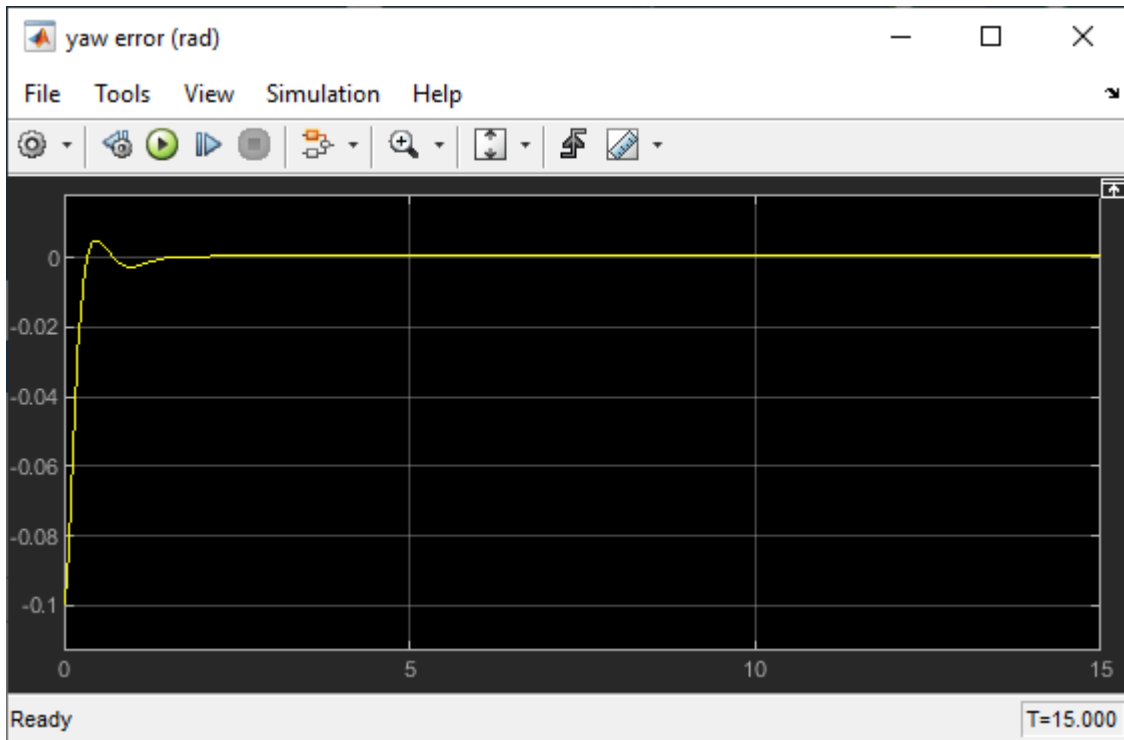 yaw error (rad)
File Tools View Simulation Help
0
-0.02
-0.04
-0.06
-0.08
-0.1
0 5 10 15
Ready T=15.000